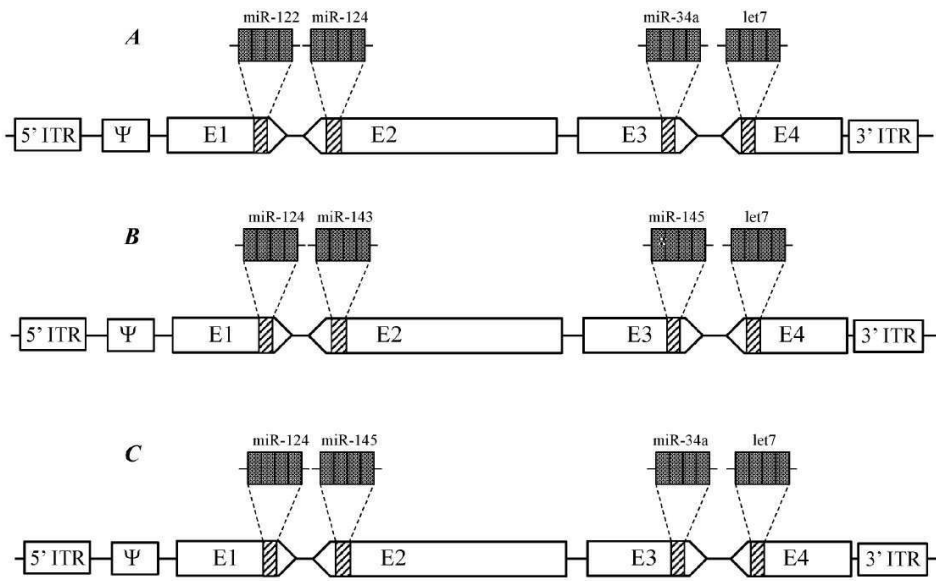 miR-122 miR-124 miR-34a let7
A
5' ITR Ψ E1 E2 E3 E4 3' ITR
miR-124 miR-143 miR-145 let7
B
5' ITR Ψ E1 E2 E3 E4 3' ITR
miR-124 miR-145 miR-34a let7
C
5' ITR Ψ E1 E2 E3 E4 3' ITR